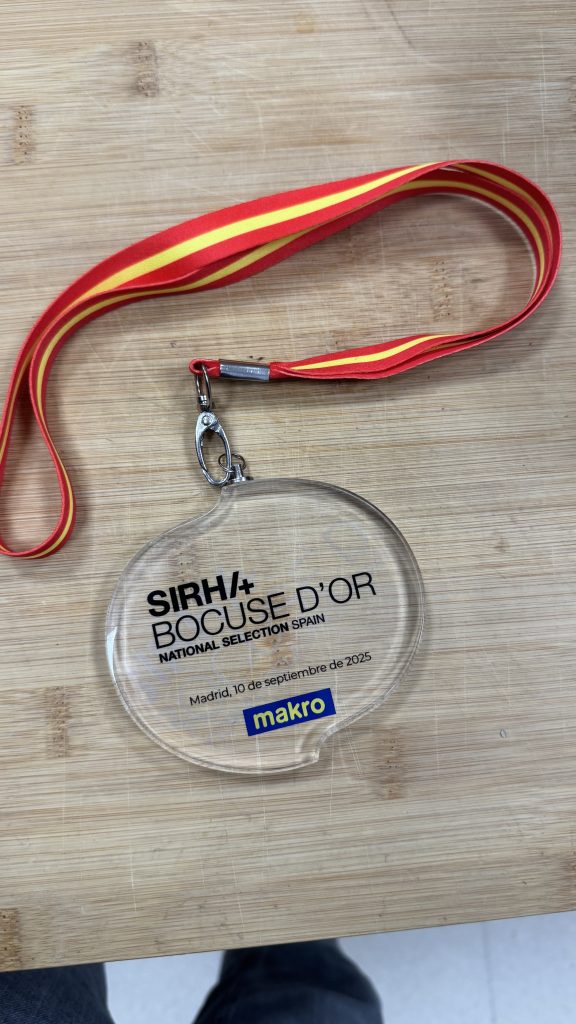 SIRHA+
BOCUSE D'OR
NATIONAL SELECTION SPAIN
Madrid, 10 de septiembre de 2025
makro